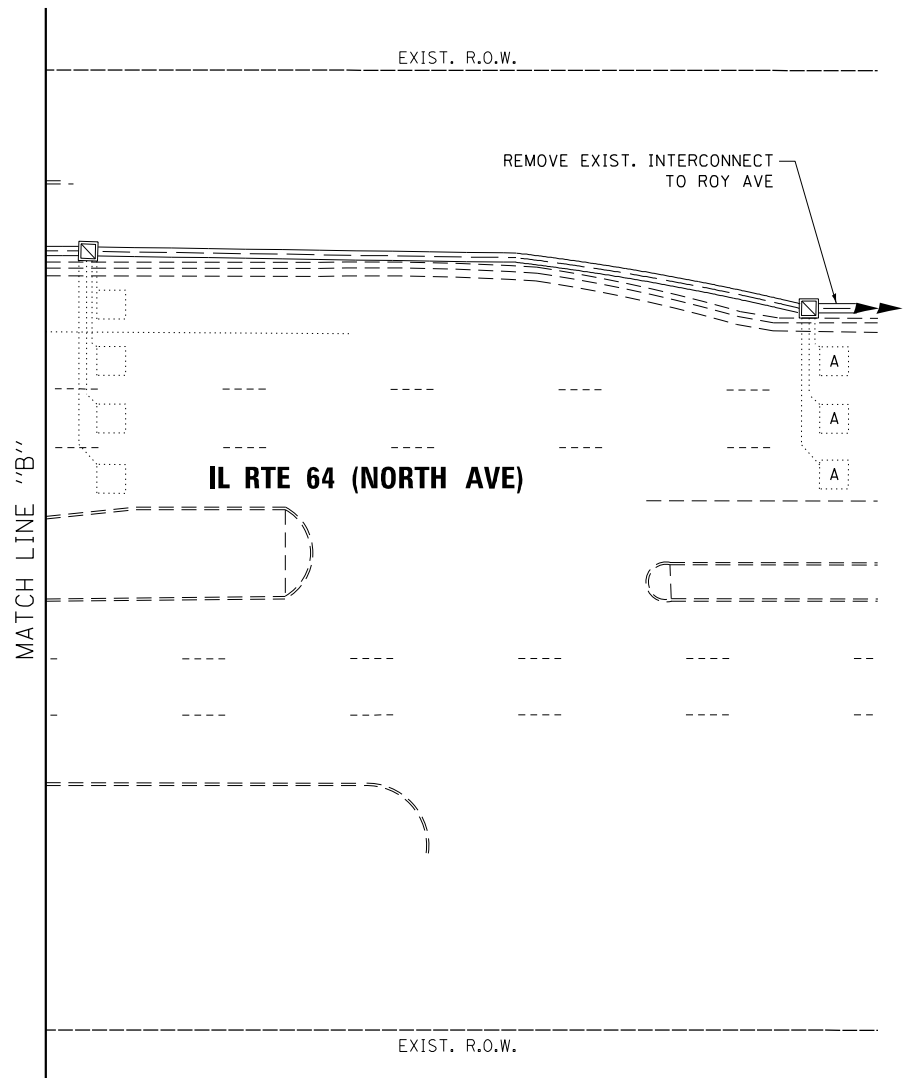 EXIST. R.O.W.
REMOVE EXIST. INTERCONNECT
TO ROY AVE
A
A
A
IL RTE 64 (NORTH AVE)
MATCH LINE "B"
EXIST. R.O.W.